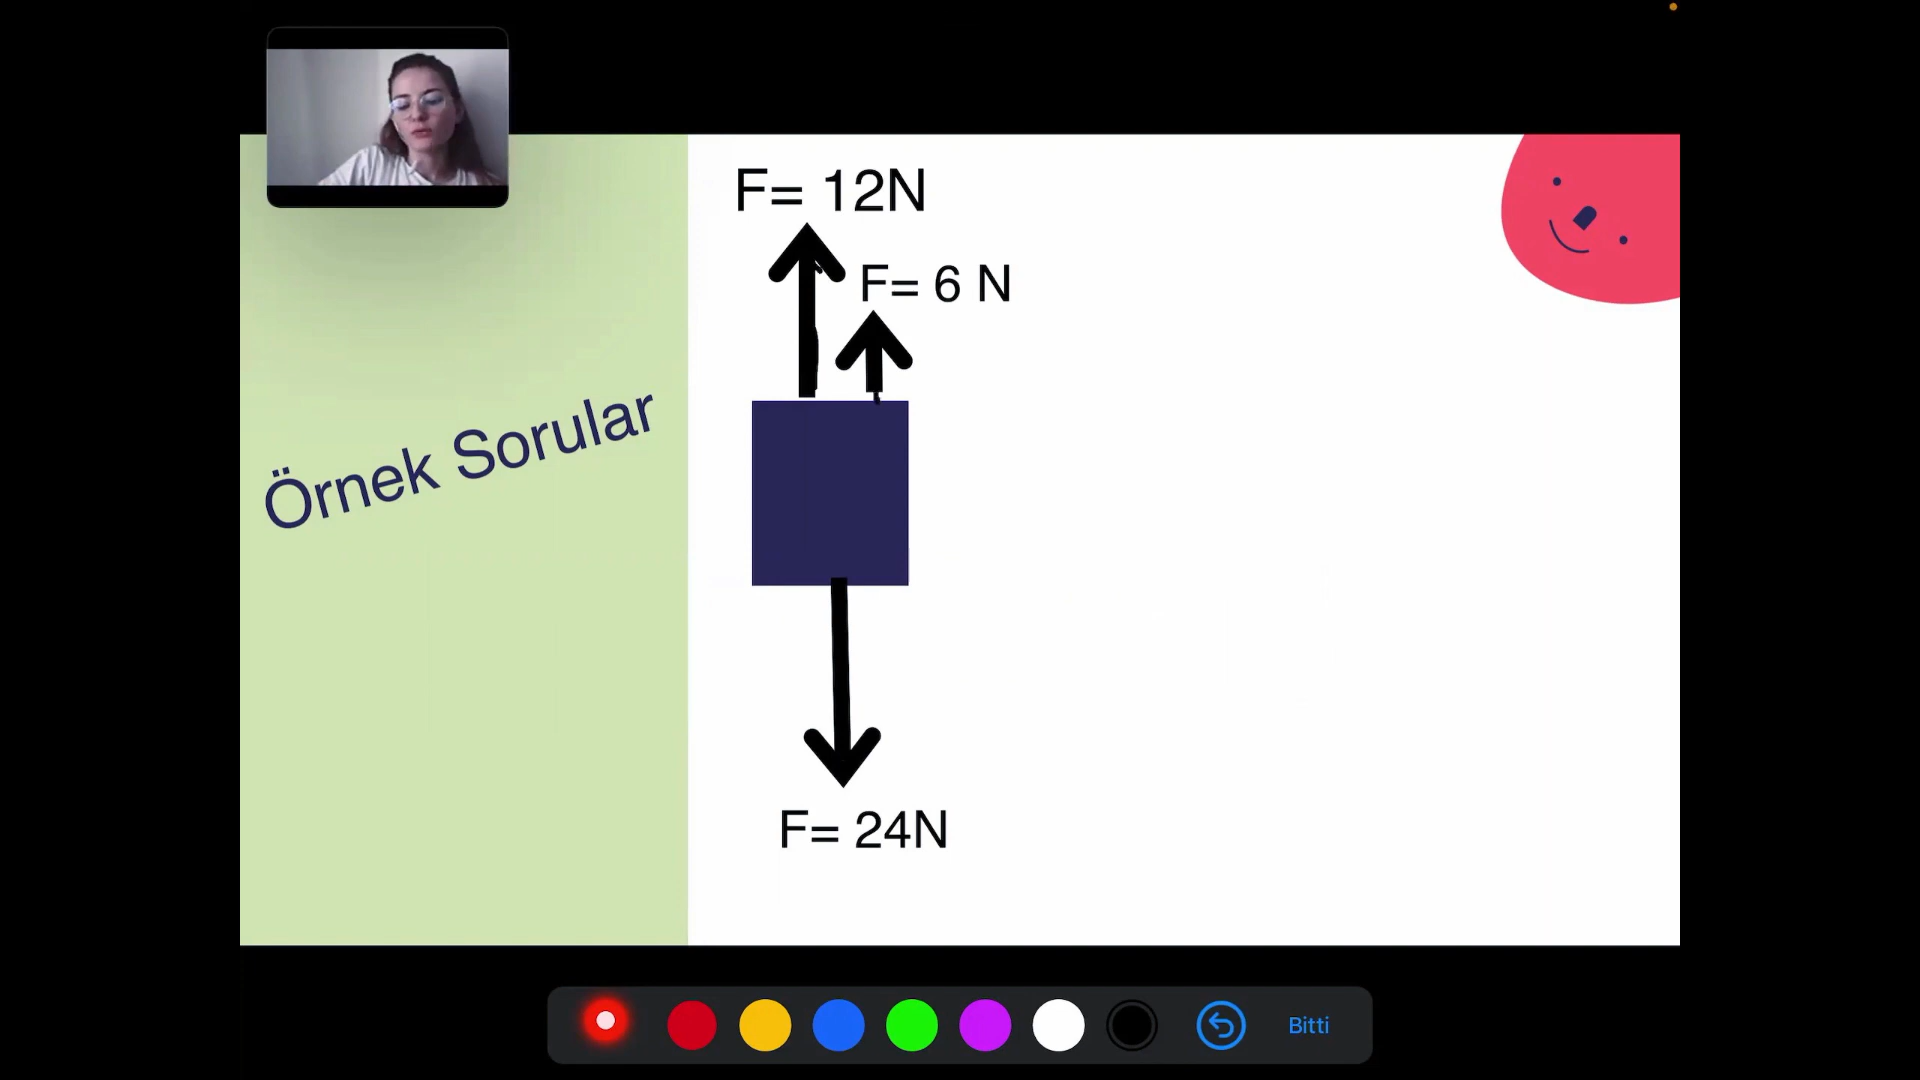 F= 12N
F= 6 N
Örnek Sorular
F= 24N
Bitti